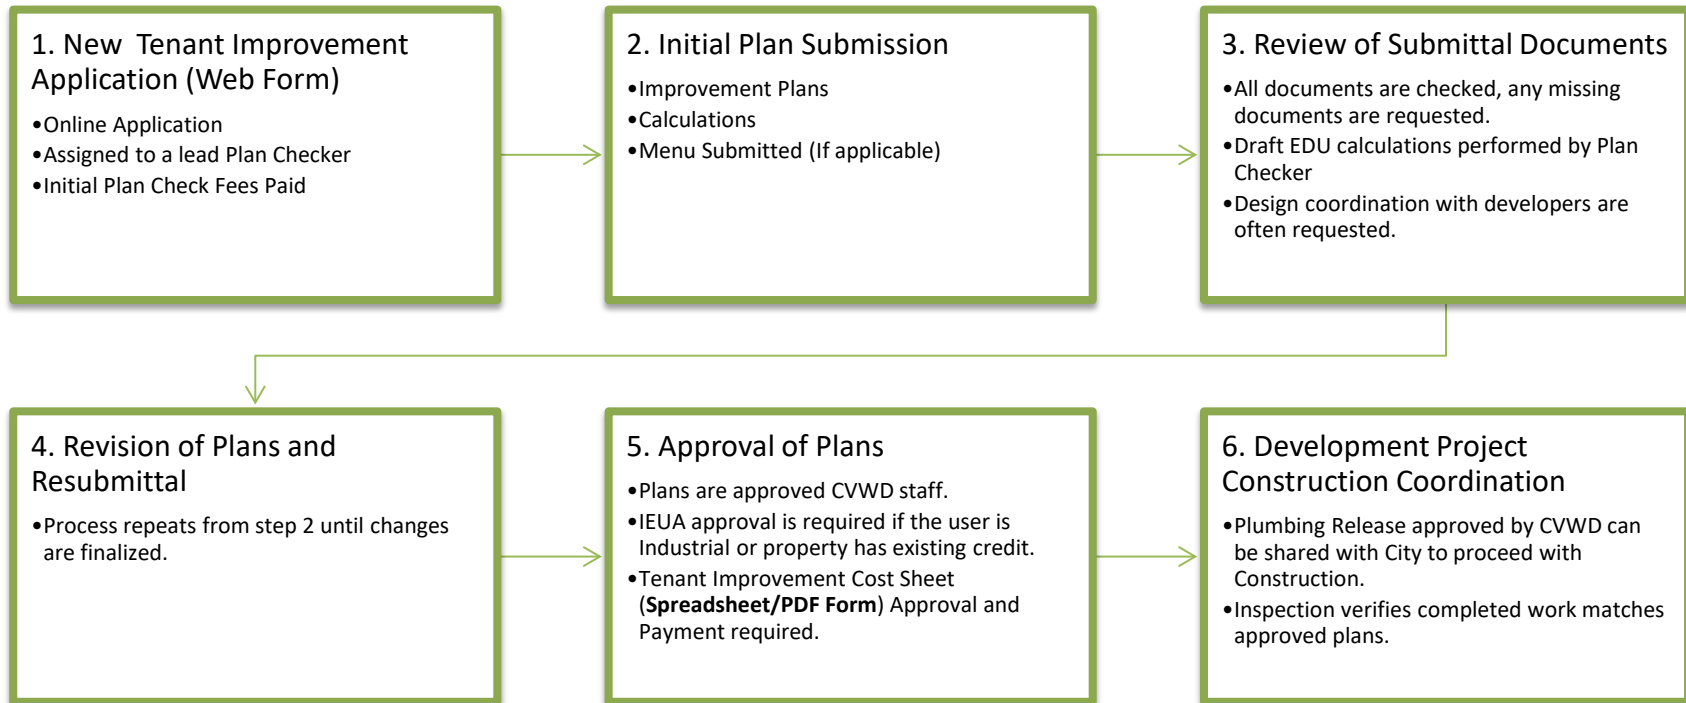 1. New Tenant Improvement
Application (Web Form)
•Online Application
•Assigned to a lead Plan Checker
•Initial Plan Check Fees Paid
2. Initial Plan Submission
•Improvement Plans
•Calculations
•Menu Submitted (If applicable)
3. Review of Submittal Documents
•All documents are checked, any missing
documents are requested.
•Draft EDU calculations performed by Plan
Checker
•Design coordination with developers are
often requested.
4. Revision of Plans and
Resubmittal
•Process repeats from step 2 until changes
are finalized.
5. Approval of Plans
•Plans are approved CVWD staff.
•IEUA approval is required if the user is
Industrial or property has existing credit.
•Tenant Improvement Cost Sheet
(Spreadsheet/PDF Form) Approval and
Payment required.
6. Development Project
Construction Coordination
•Plumbing Release approved by CVWD can
be shared with City to proceed with
Construction.
•Inspection verifies completed work matches
approved plans.